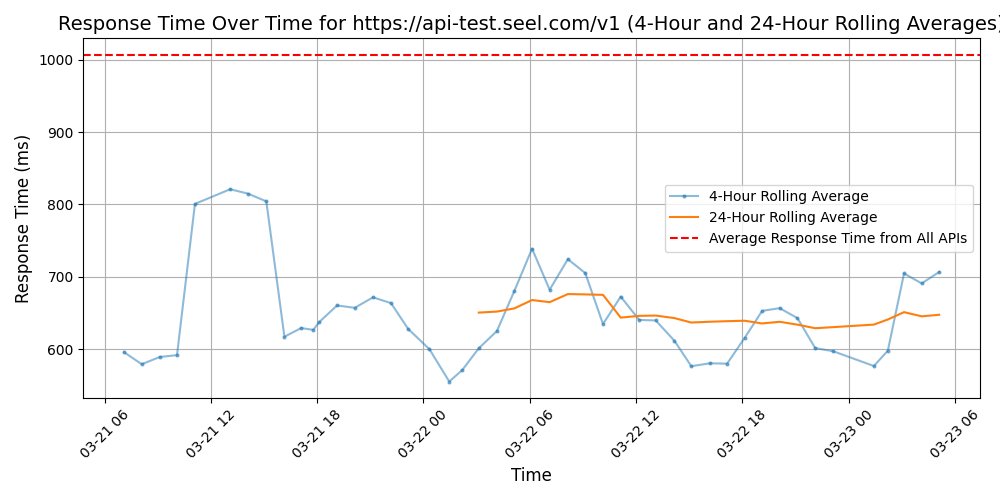 Response Time Over Time for https://api-test.seel.com/v1 (4-Hour and 24-Hour Rolling Averages)
Response Time (ms)
1000
900
800
700
600
4-Hour Rolling Average
24-Hour Rolling Average
Average Response Time from All APIs
03-21 06
03-21 12
03-21 18
03-22 00
03-22 06
03-22 12
03-22 18
03-23 00
03-23 06
Time